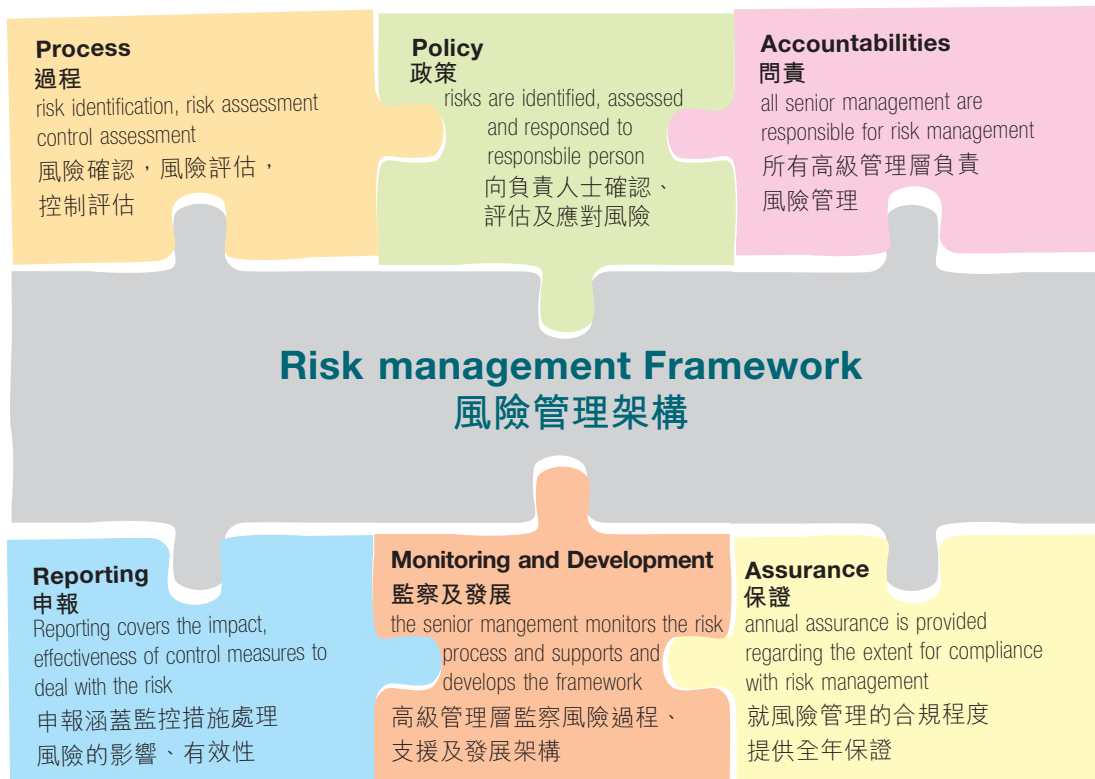 Process
過程
risk identification, risk assessment
control assessment
風險確認，風險評估，
控制評估
Policy
政策
risks are identified, assessed
and responsed to
responsbile person
向負責人士確認、
評估及應對風險
Accountabilities
問責
all senior management are
responsible for risk management
所有高級管理層負責
風險管理
Risk management Framework
風險管理架構
Reporting
申報
Reporting covers the impact,
effectiveness of control measures to
deal with the risk
申報涵蓋監控措施處理
風險的影響、有效性
Monitoring and Development
監察及發展
the senior mangement monitors the risk
process and supports and
develops the framework
高級管理層監察風險過程、
支援及發展架構
Assurance
保證
annual assurance is provided
regarding the extent for compliance
with risk management
就風險管理的合規程度
提供全年保證